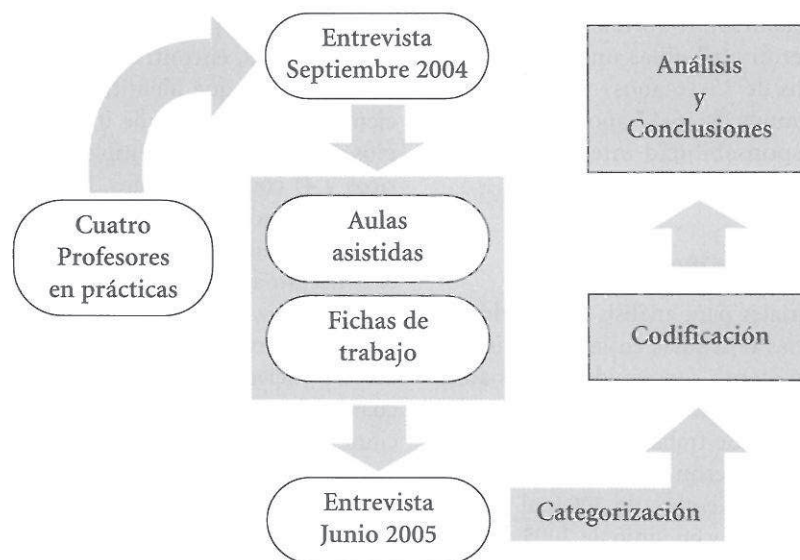 Entrevista
Septiembre 2004
Análisis
y
Conclusiones
Cuatro
Profesores
en prácticas
Aulas
asistidas
Fichas de
trabajo
Codificación
Entrevista
Junio 2005
Categorización